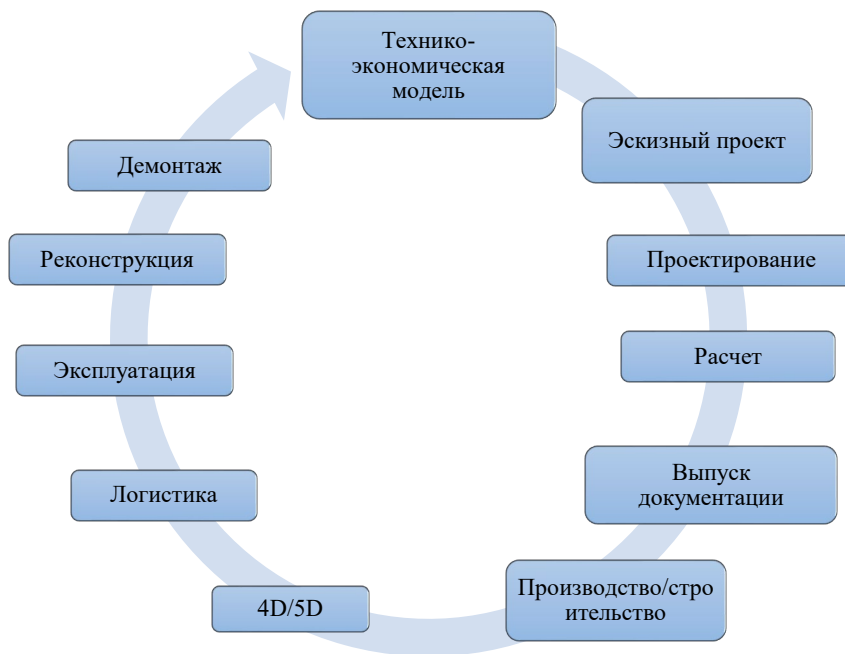 Технико-
экономическая
модель
Эскизный проект
Проектирование
Расчет
Выпуск
документации
Производство/стро
ительство
4D/5D
Логистика
Эксплуатация
Реконструкция
Демонтаж